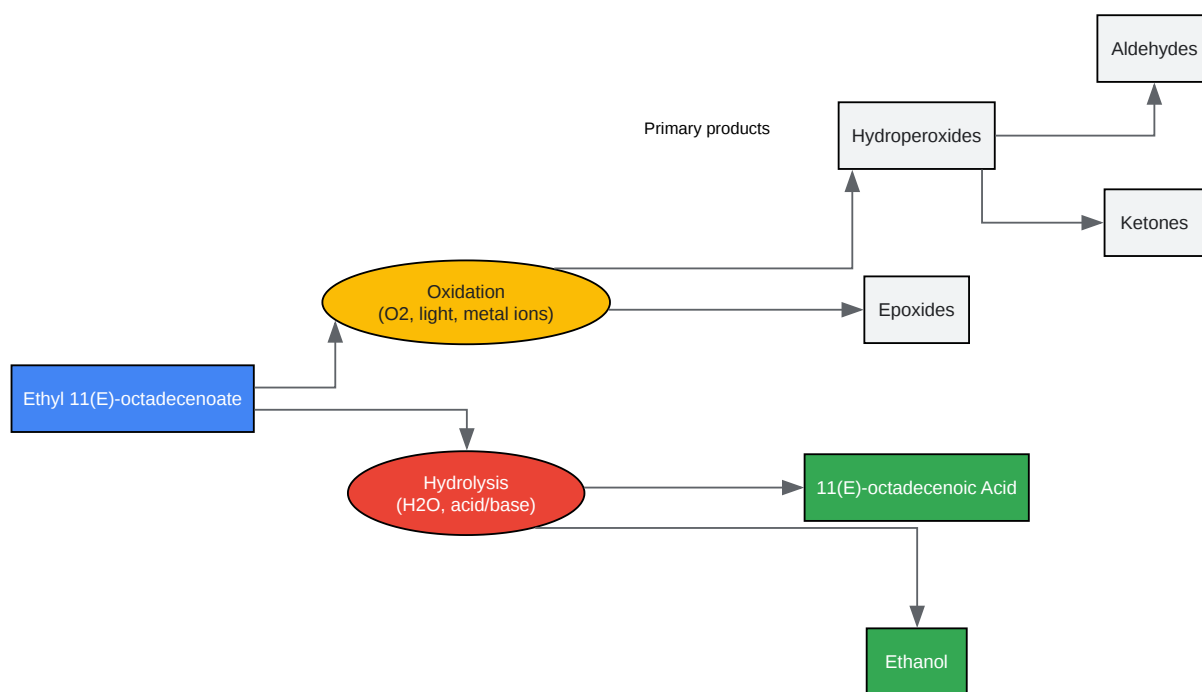 Aldehydes
Primary products
Hydroperoxides
Ketones
Oxidation
(O2, light, metal ions)
Epoxides
Ethyl 11(E)-octadecenoate
Hydrolysis
(H2O, acid/base)
11(E)-octadecenoic Acid
Ethanol